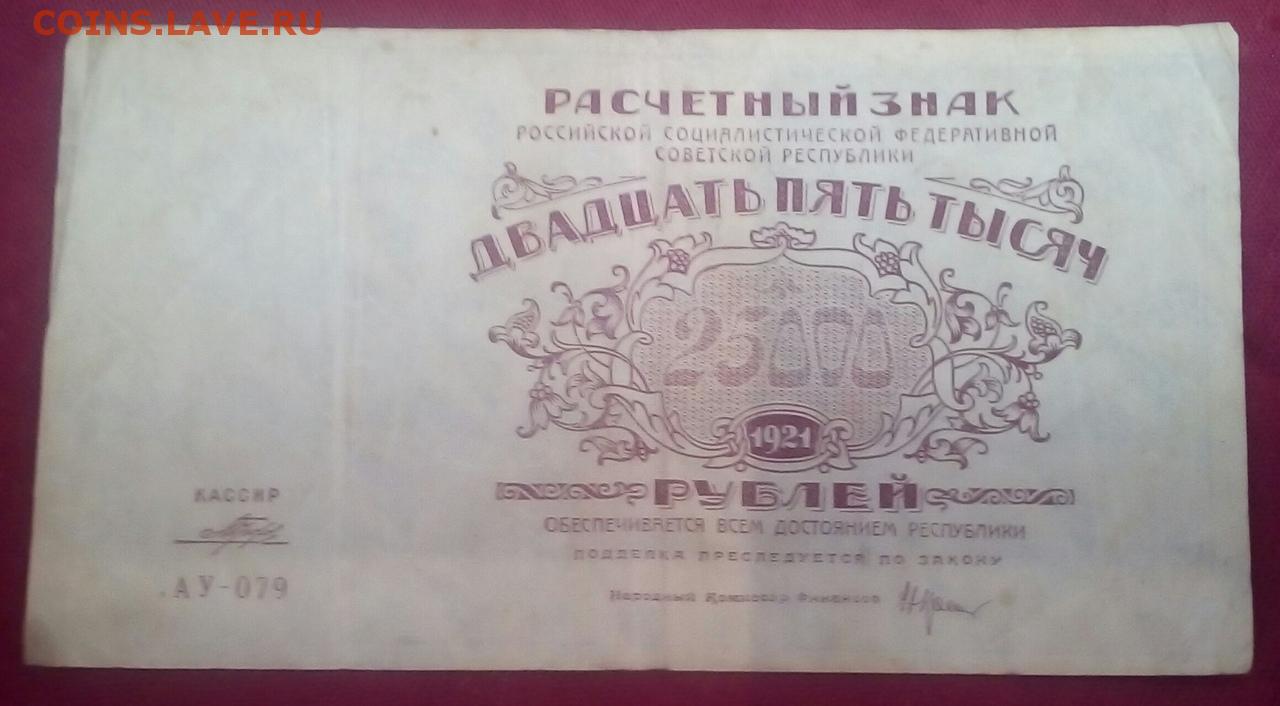 COINS.LAVE.RU
РАСЧЕТНЫЙ ЗНАК
РОССИЙСКОЙ СОЦИАЛИСТИЧЕСКОЙ ФЕДЕРАТИВНОЙ
СОВЕТСКОЙ РЕСПУБЛИКИ
ДВАДЦАТЬ ПЯТЬ ТЫСЯЧ
25000
1921
РУБЛЕЙ
ОБЕСПЕЧИВАЕТСЯ ВСЕМ ДОСТОЯНИЕМ РЕСПУБЛИКИ
ПОДДЕЛКА ПРЕСЛЕДУЕТСЯ ПО ЗАКОНУ
Народный Комиссар Финансов
КАССИР
АУ-079